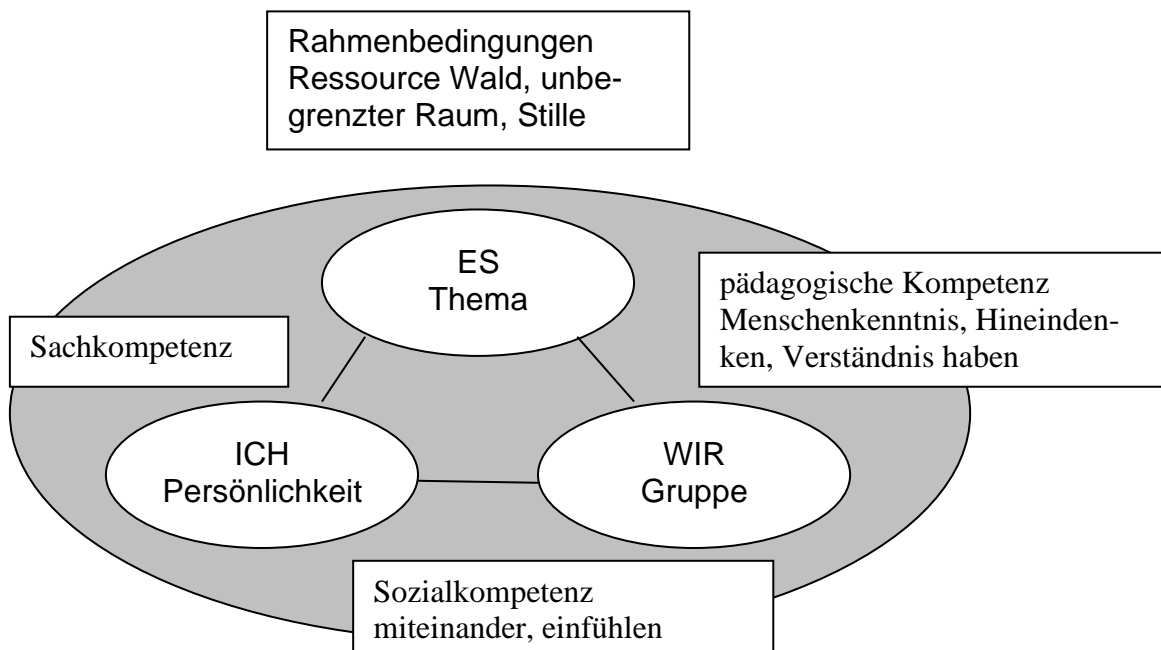 Rahmenbedingungen
Ressource Wald, unbe-
grenzter Raum, Stille
ES
Thema
pädagogische Kompetenz
Menschenkenntnis, Hineinden-
ken, Verständnis haben
Sachkompetenz
ICH
Persönlichkeit
WIR
Gruppe
Sozialkompetenz
miteinander, einfühlen